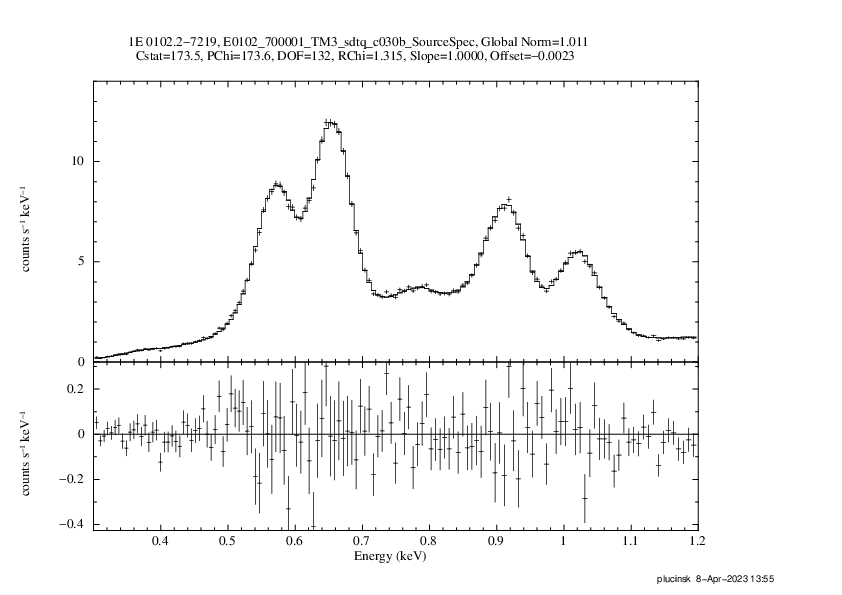 1E 0102.2−7219, E0102_700001_TM3_sdtq_c030b_SourceSpec, Global Norm=1.011
Cstat=173.5, PChi=173.6, DOF=132, RChi=1.315, Slope=1.0000, Offset=−0.0023
counts s⁻¹ keV⁻¹
10
5
0
counts s⁻¹ keV⁻¹
0.2
0
−0.2
−0.4
0.4 0.5 0.6 0.7 0.8 0.9 1 1.1 1.2
Energy (keV)
plucinsk 8−Apr−2023 13:55